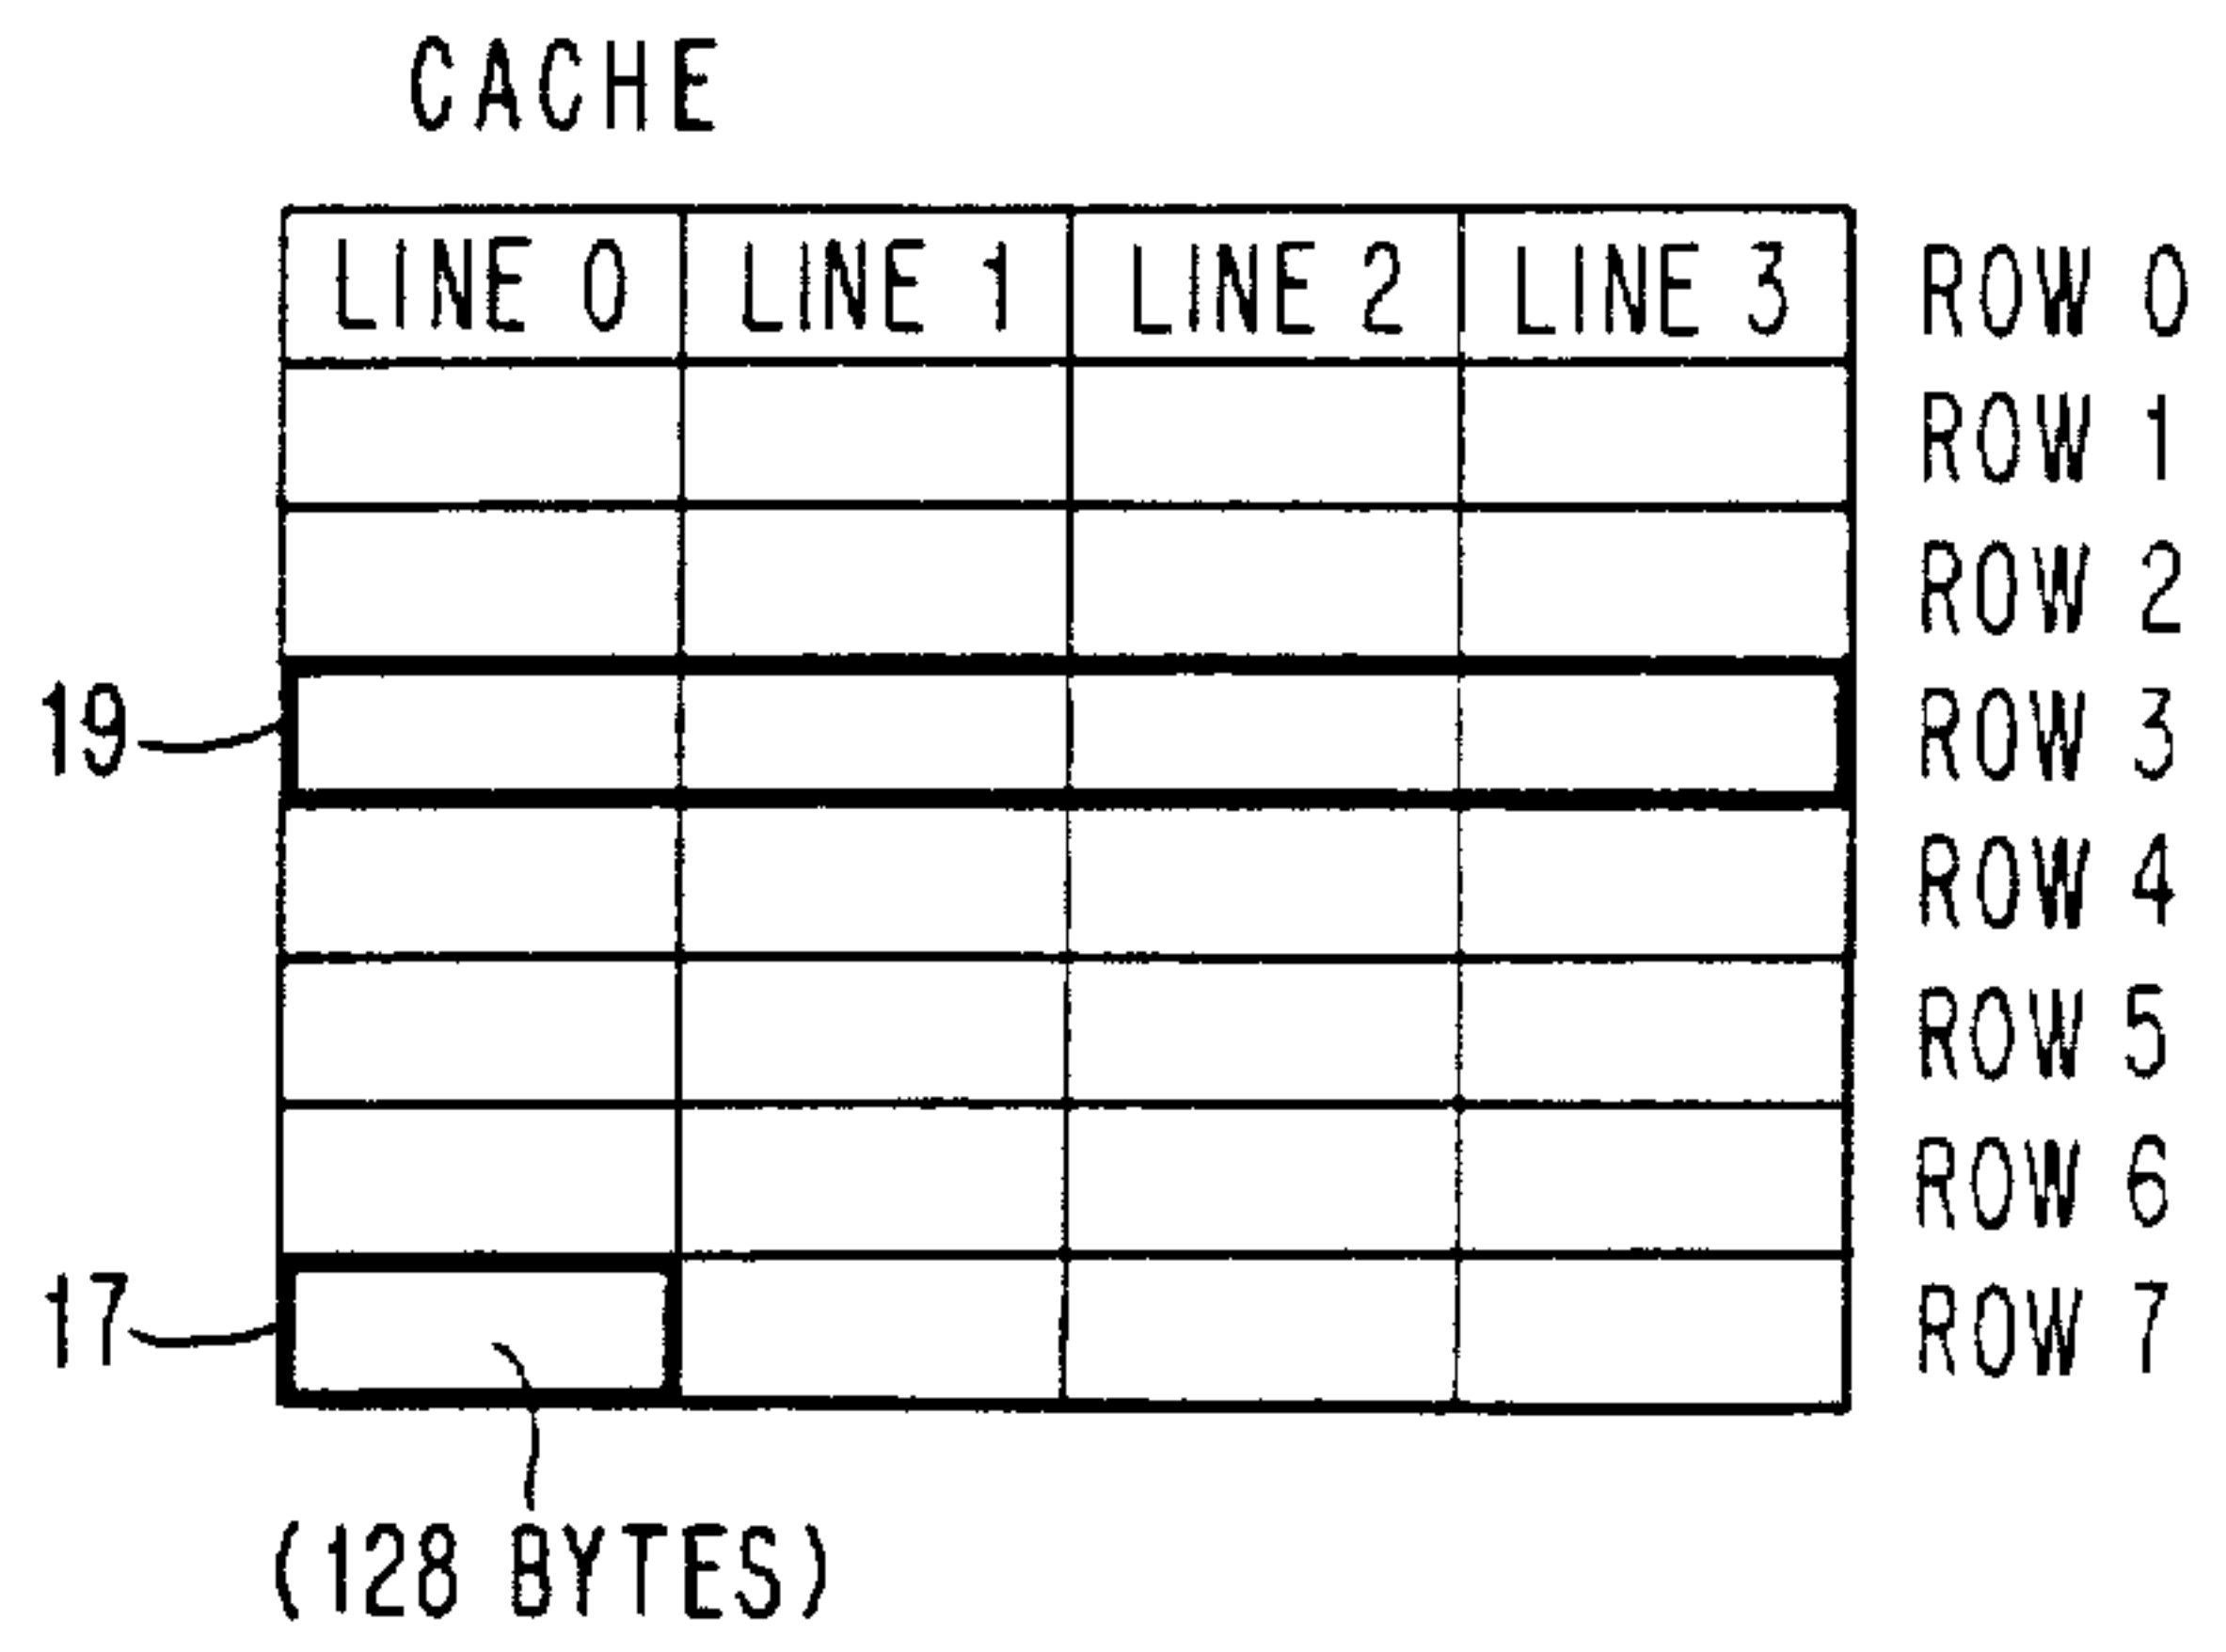 CACHE
LINE 0 LINE 1 LINE 2 LINE 3 ROW 0
ROW 1
ROW 2
19 ROW 3
ROW 4
ROW 5
ROW 6
17 ROW 7
(128 BYTES)